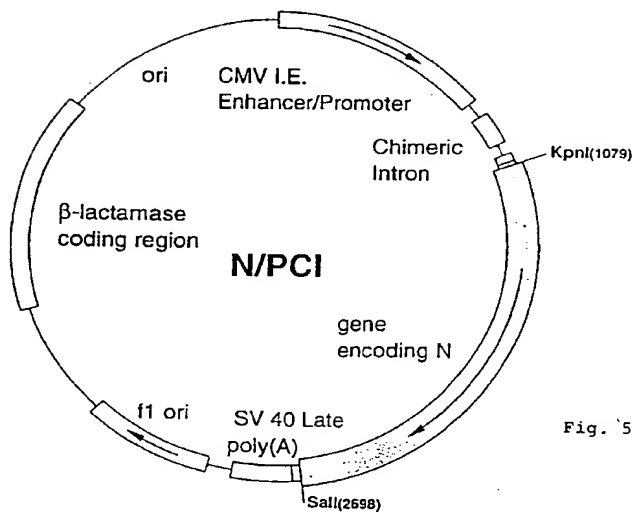 ori
CMV I.E.
Enhancer/Promoter
Chimeric
Intron
KpnI(1079)
β-lactamase
coding region
N/PCI
gene
encoding N
f1 ori
SV 40 Late
poly(A)
SalI(2698)
Fig. 5